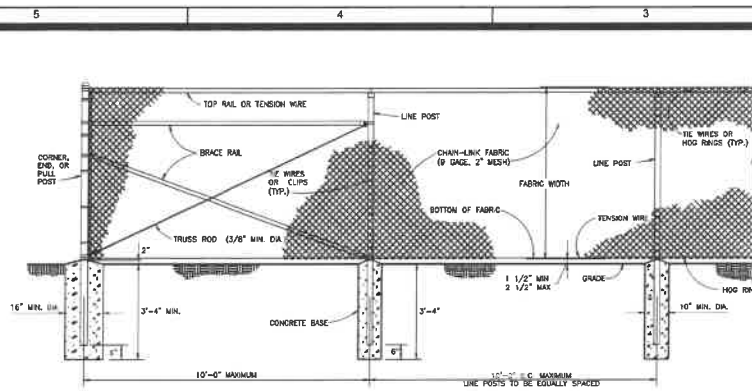 5
4
3
TOP RAIL OR TENSION WIRE
LINE POST
BRACE RAIL
CORNER,
END, OR
PULL
POST
TIE WIRES
OR CLIPS
(TYP.)
CHAIN-LINK FABRIC
(9 GAGE, 2" MESH)
FABRIC WIDTH
LINE POST
TIE WIRES OR
HOG RINGS (TYP.)
TRUSS ROD (3/8" MIN. DIA
BOTTOM OF FABRIC
TENSION WIRE
2"
1 1/2" MIN
2 1/2" MAX
GRADE
HOG RIN
16" MIN. DIA
3'-4" MIN.
CONCRETE BASE
3'-4"
10" MIN. DIA.
6"
10'-0" MAXIMUM
MAXIMUM
LINE POSTS TO BE EQUALLY SPACED